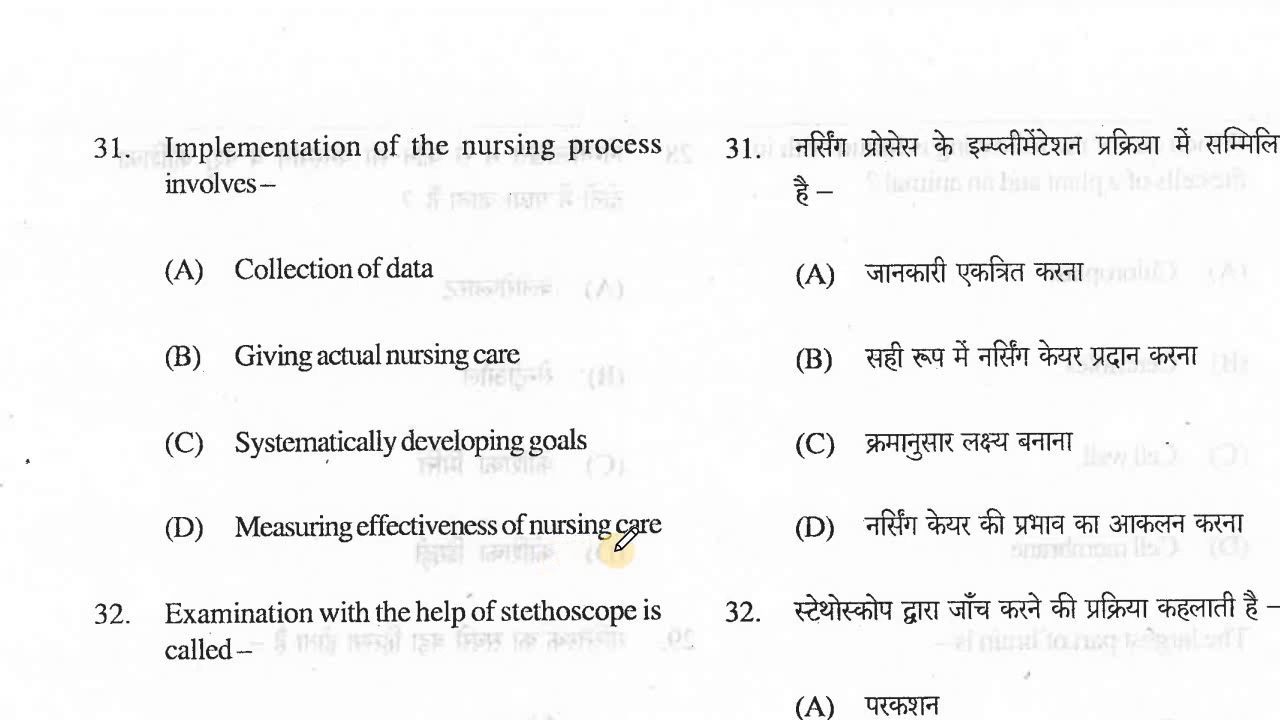 31. Implementation of the nursing process
involves –
(A) Collection of data
(B) Giving actual nursing care
(C) Systematically developing goals
(D) Measuring effectiveness of nursing care
32. Examination with the help of stethoscope is
called –
31. नर्सिंग प्रोसेस के इम्प्लीमेंटेशन प्रक्रिया में सम्मिलि
है –
(A) जानकारी एकत्रित करना
(B) सही रूप में नर्सिंग केयर प्रदान करना
(C) क्रमानुसार लक्ष्य बनाना
(D) नर्सिंग केयर की प्रभाव का आकलन करना
32. स्टेथोस्कोप द्वारा जाँच करने की प्रक्रिया कहलाती है –
(A) परकशन